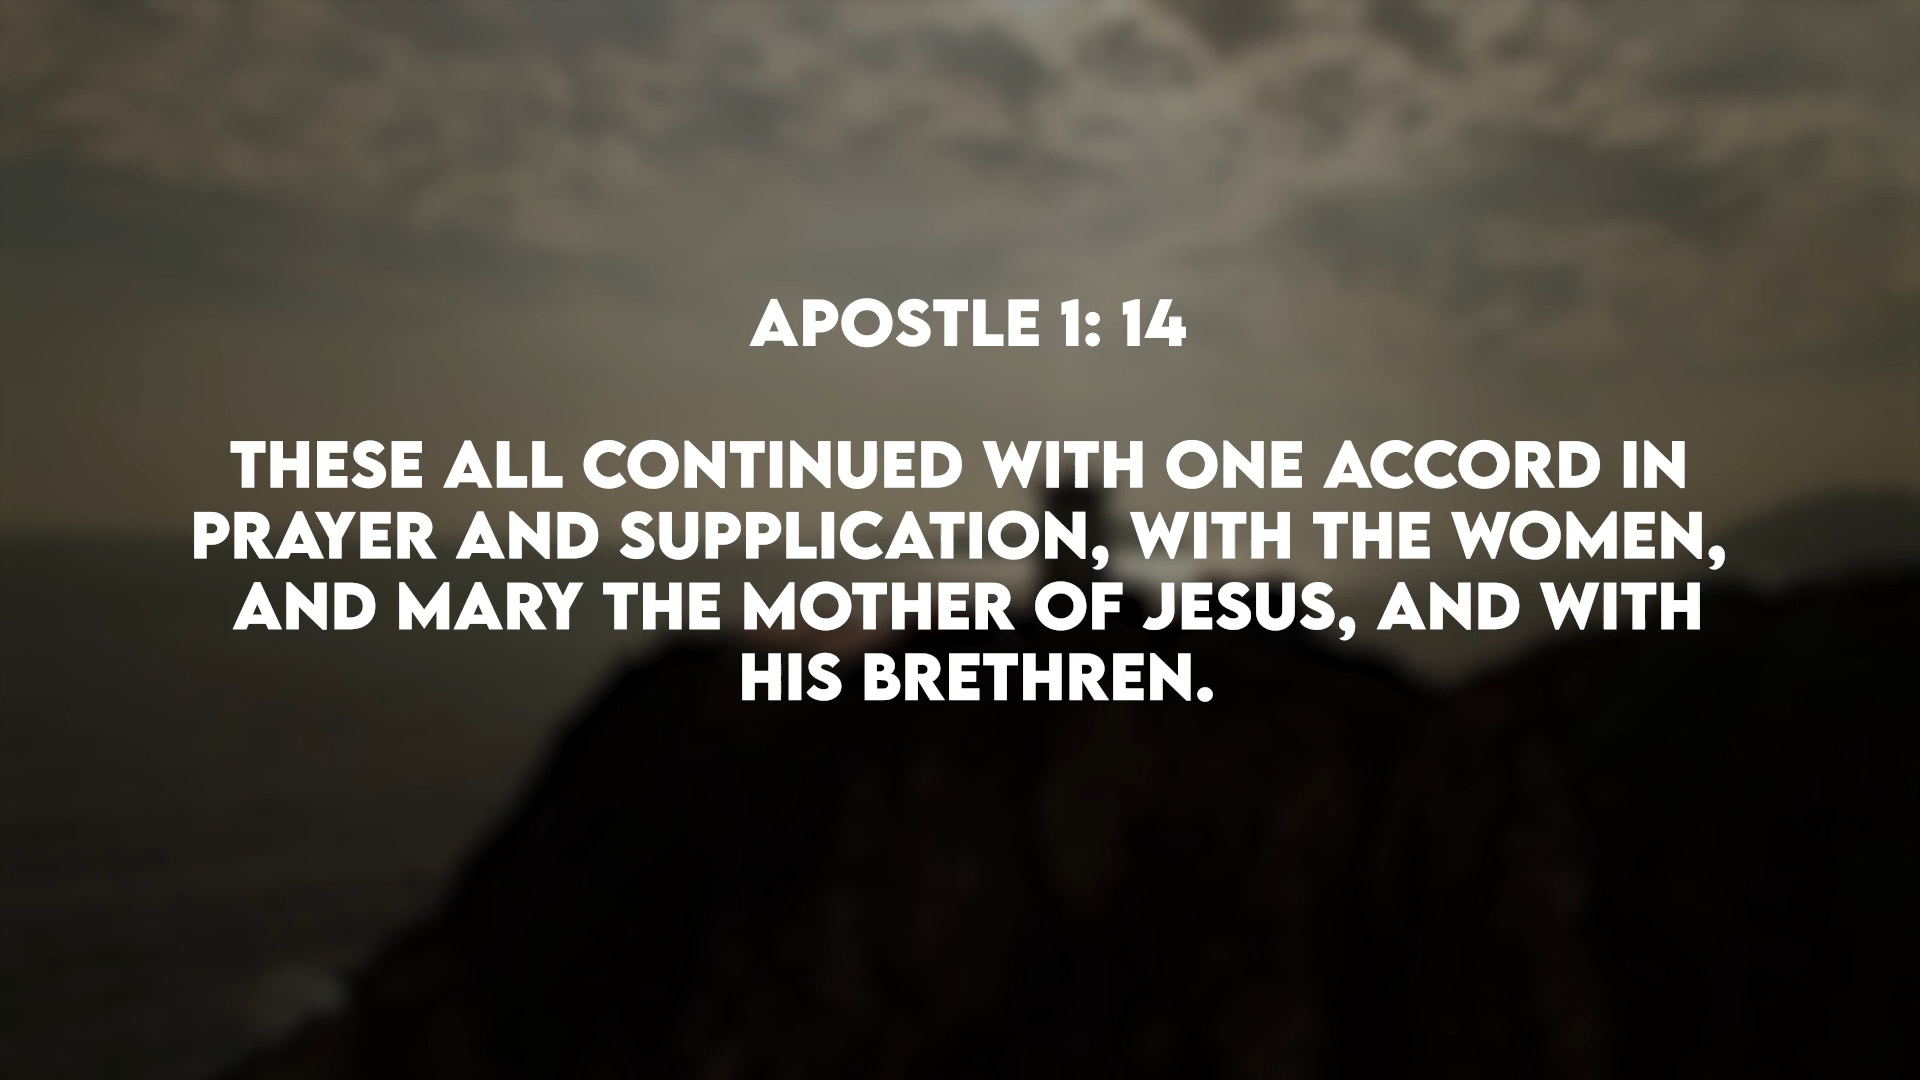 APOSTLE 1: 14
THESE ALL CONTINUED WITH ONE ACCORD IN
PRAYER AND SUPPLICATION, WITH THE WOMEN,
AND MARY THE MOTHER OF JESUS, AND WITH
HIS BRETHREN.